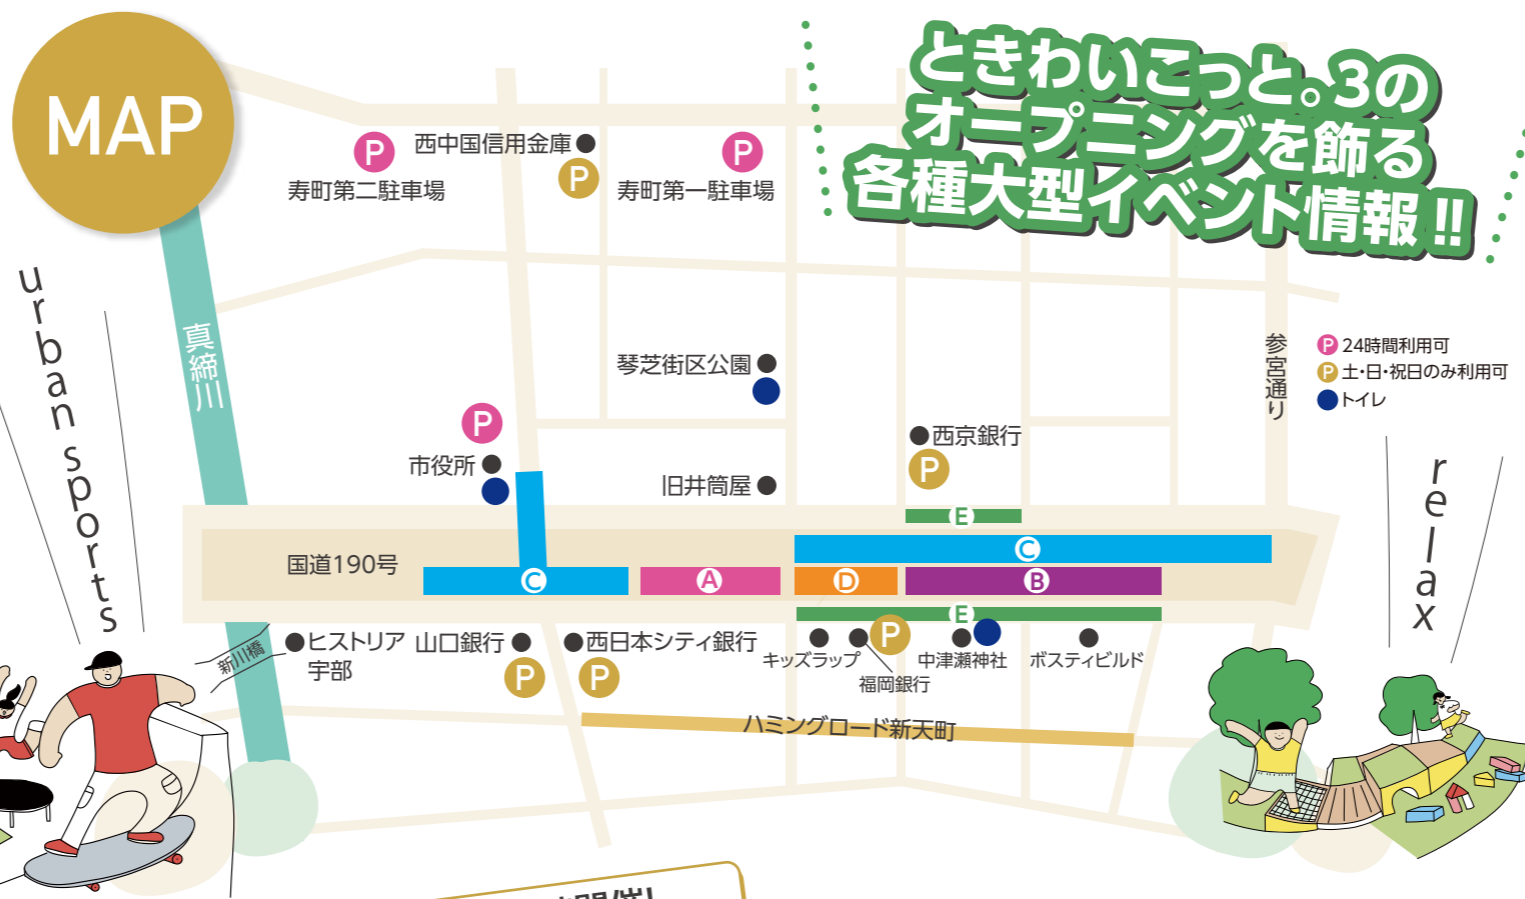 MAP
ときわいこっと。3の
オープニングを飾る
各種大型イベント情報!!
P
寿町第二駐車場
西中国信用金庫
P
P
寿町第一駐車場
urban sports
真締川
琴芝街区公園
参宮通り
P 24時間利用可
P 土・日・祝日のみ利用可
トイレ
P
市役所
旧井筒屋
西京銀行
P
relax
E
C
国道190号
C
A
D
B
E
新川橋
ヒストリア
宇部
山口銀行
P
西日本シティ銀行
P
キッズラップ
P
福岡銀行
中津瀬神社
ボスティビルド
ハミングロード新天町